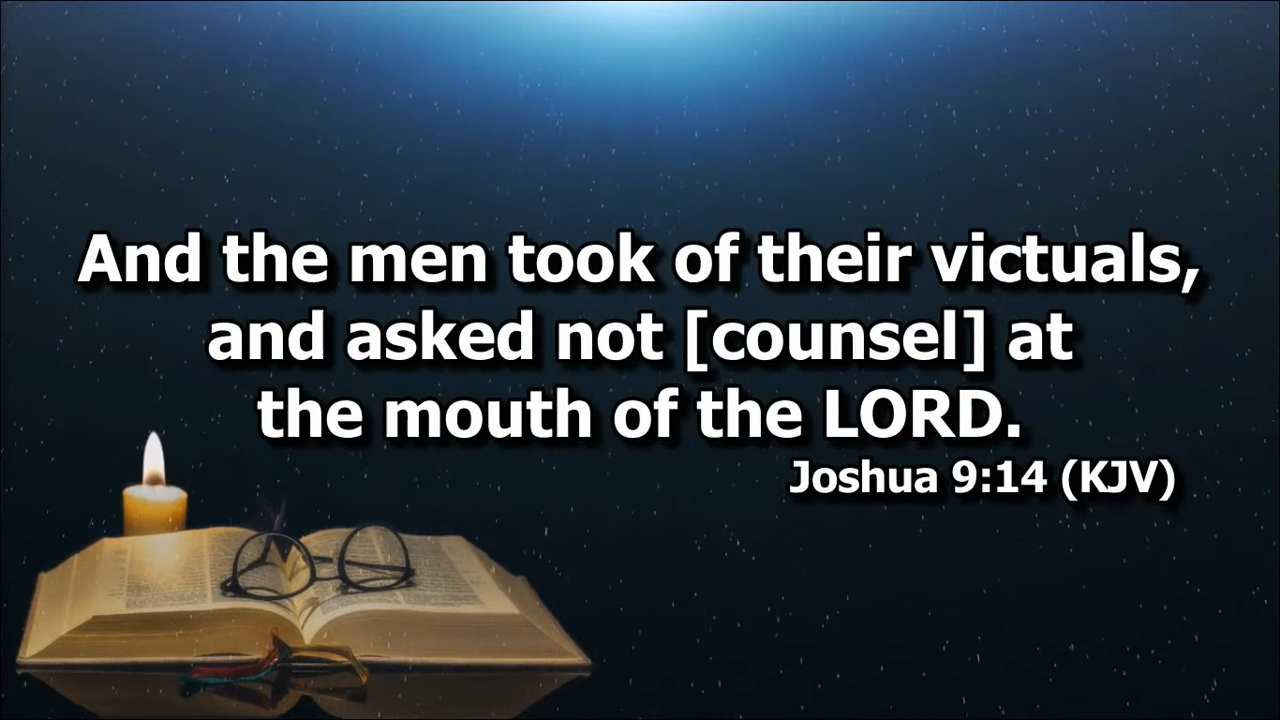 And the men took of their victuals,
and asked not [counsel] at
the mouth of the LORD.
Joshua 9:14 (KJV)